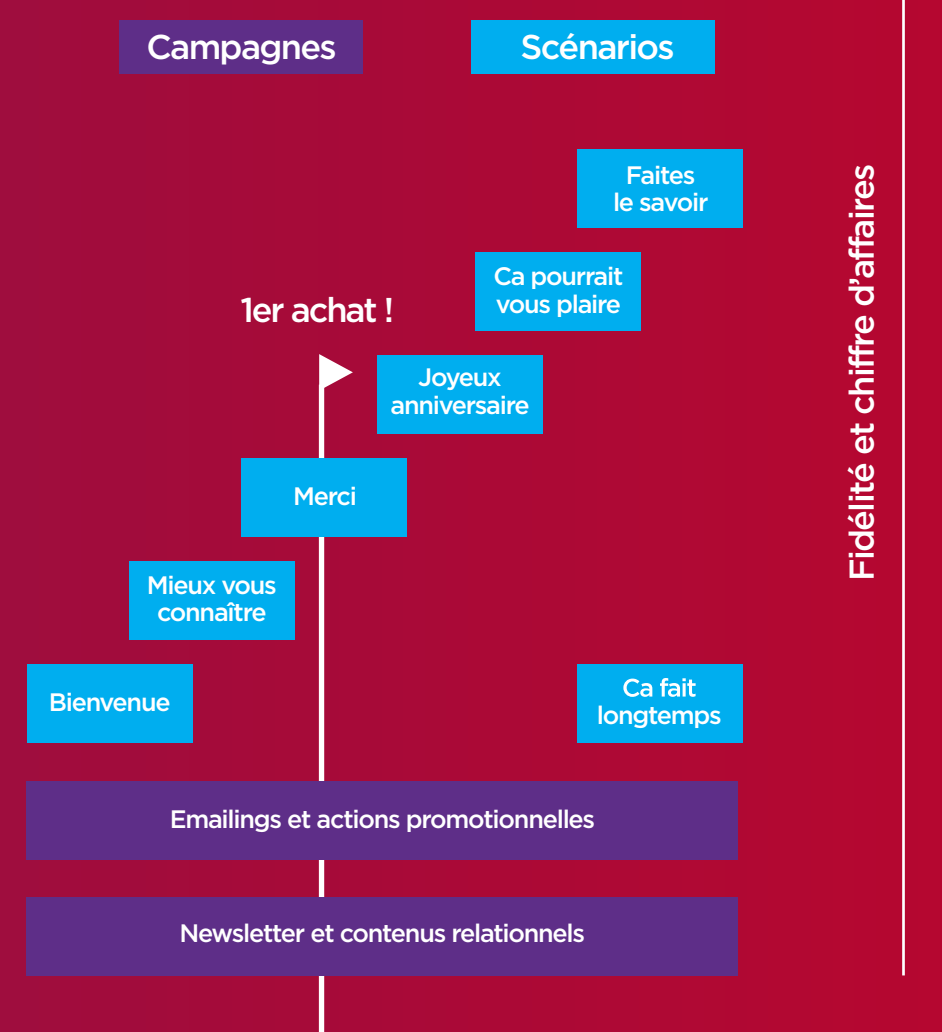 Campagnes
Scénarios
Faites
le savoir
Ca pourrait
vous plaire
1er achat !
Joyeux
anniversaire
Merci
Mieux vous
connaître
Bienvenue
Ca fait
longtemps
Emailings et actions promotionnelles
Newsletter et contenus relationnels
Fidélité et chiffre d'affaires